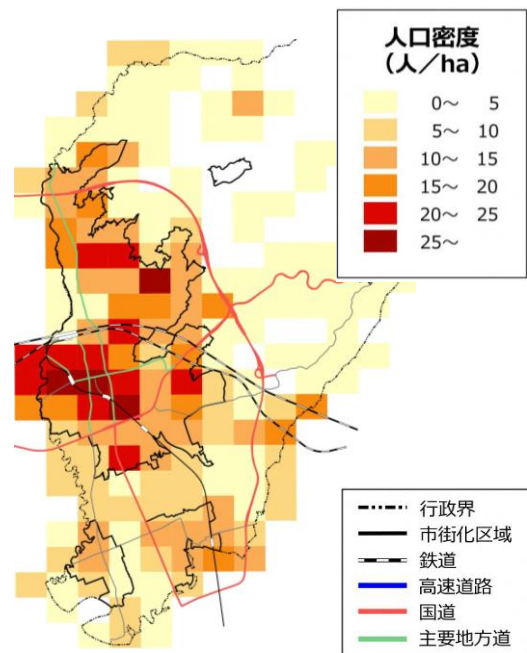 人口密度
（人／ha）
0～ 5
5～ 10
10～ 15
15～ 20
20～ 25
25～
行政界
市街化区域
鉄道
高速道路
国道
主要地方道